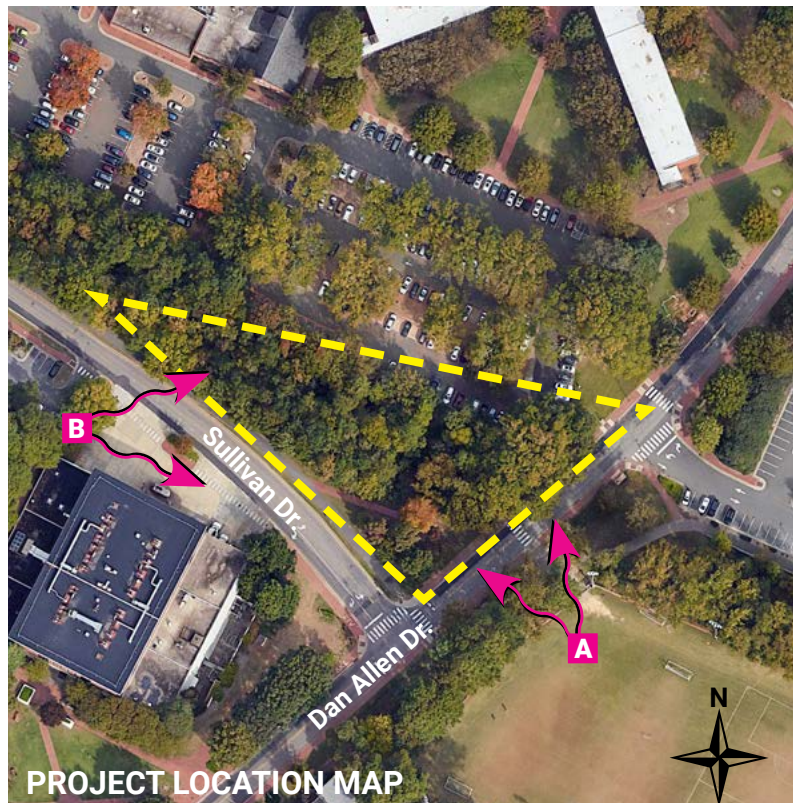 B
Sullivan Dr.
A
Dan Allen Dr.
N
PROJECT LOCATION MAP